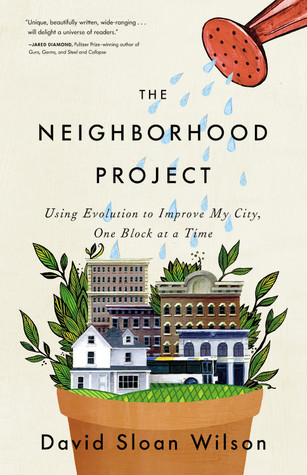 "Unique, beautifully written, wide-ranging . . .
will delight a universe of readers."
—JARED DIAMOND, Pulitzer Prize-winning author of
Guns, Germs, and Steel and Collapse
THE
NEIGHBORHOOD
PROJECT
Using Evolution to Improve My City,
One Block at a Time
David Sloan Wilson